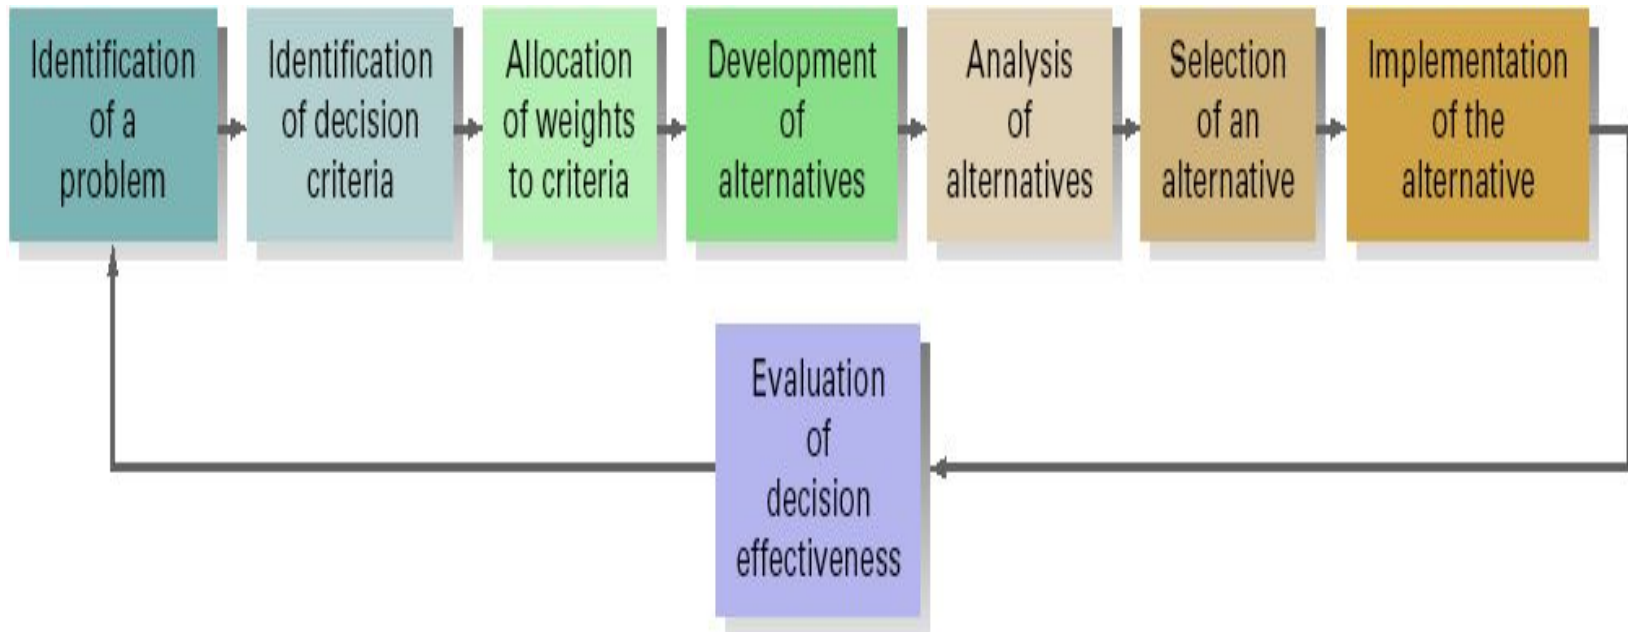 Identification
of a
problem
Identification
of decision
criteria
Allocation
of weights
to criteria
Development
of
alternatives
Analysis
of
alternatives
Selection
of an
alternative
Implementation
of the
alternative
Evaluation
of
decision
effectiveness